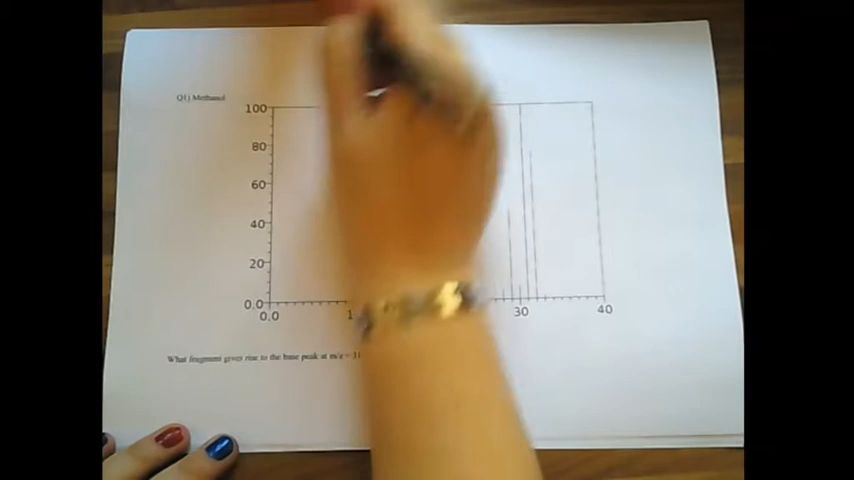 Q1) Methanol
100
80
60
40
20
0.0
0.0 30 40
What fragment gives rise to the base peak at m/z = 31